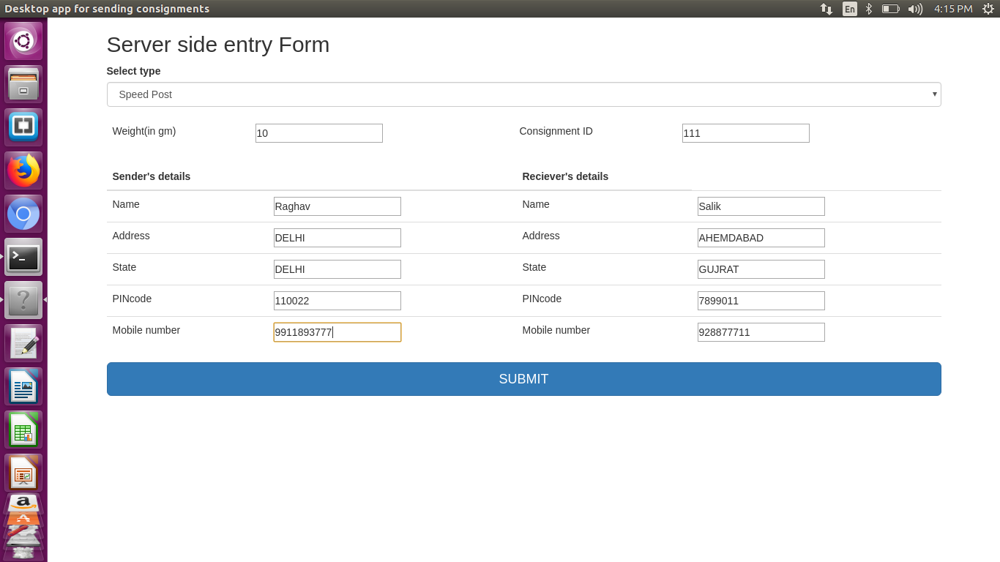 Desktop app for sending consignments
En
4:15 PM
Server side entry Form
Select type
Speed Post
Weight(in gm) 10 Consignment ID 111
Sender's details Reciever's details
Name Raghav Name Salik
Address DELHI Address AHEMDABAD
State DELHI State GUJRAT
PINcode 110022 PINcode 7899011
Mobile number 9911893777 Mobile number 928877711
SUBMIT